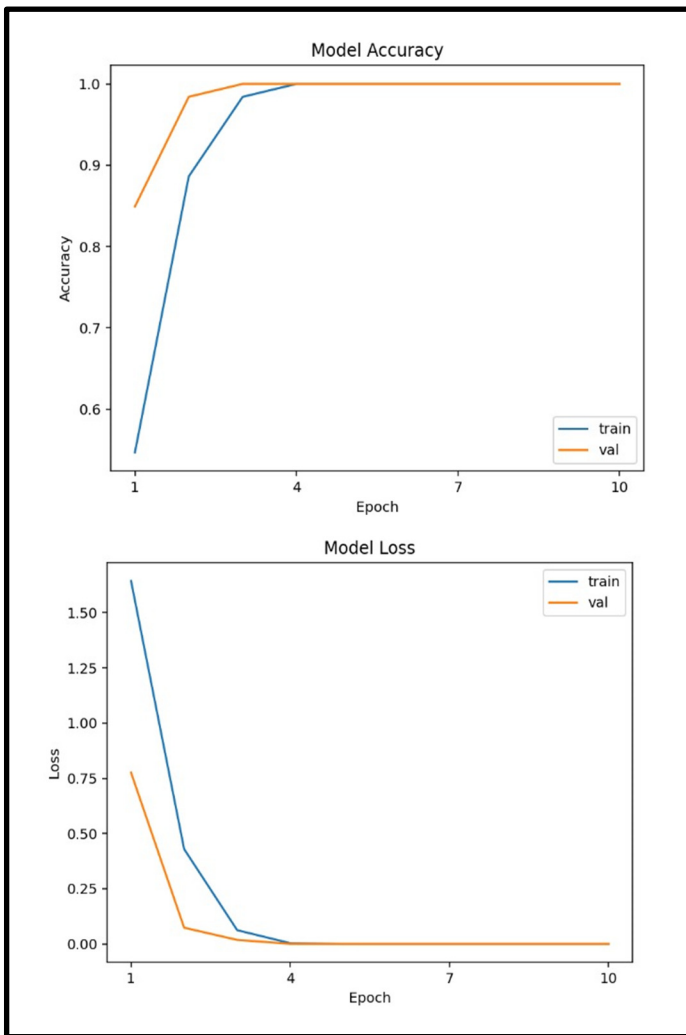 Model Accuracy
1.0
0.9
0.8
0.7
0.6
Accuracy
train
val
1 4 7 10
Epoch
Model Loss
train
val
1.50
1.25
1.00
0.75
0.50
0.25
0.00
Loss
1 4 7 10
Epoch